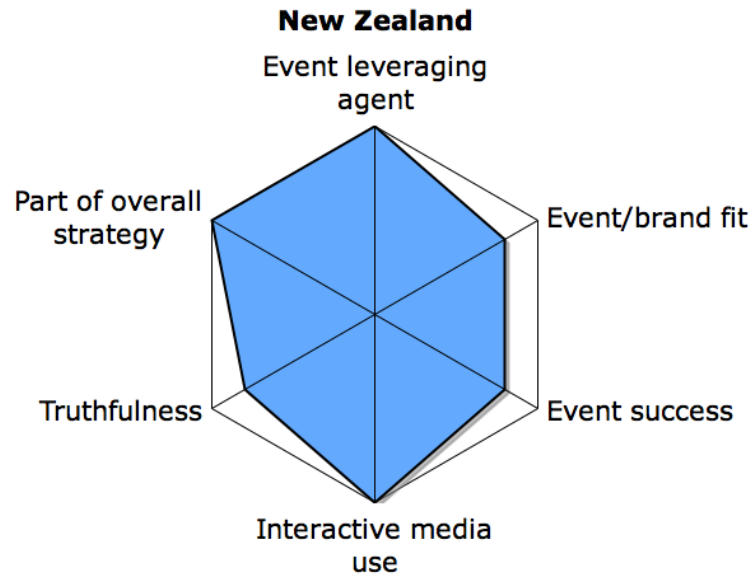 New Zealand
Event leveraging
agent
Part of overall
strategy
Event/brand fit
Truthfulness
Event success
Interactive media
use